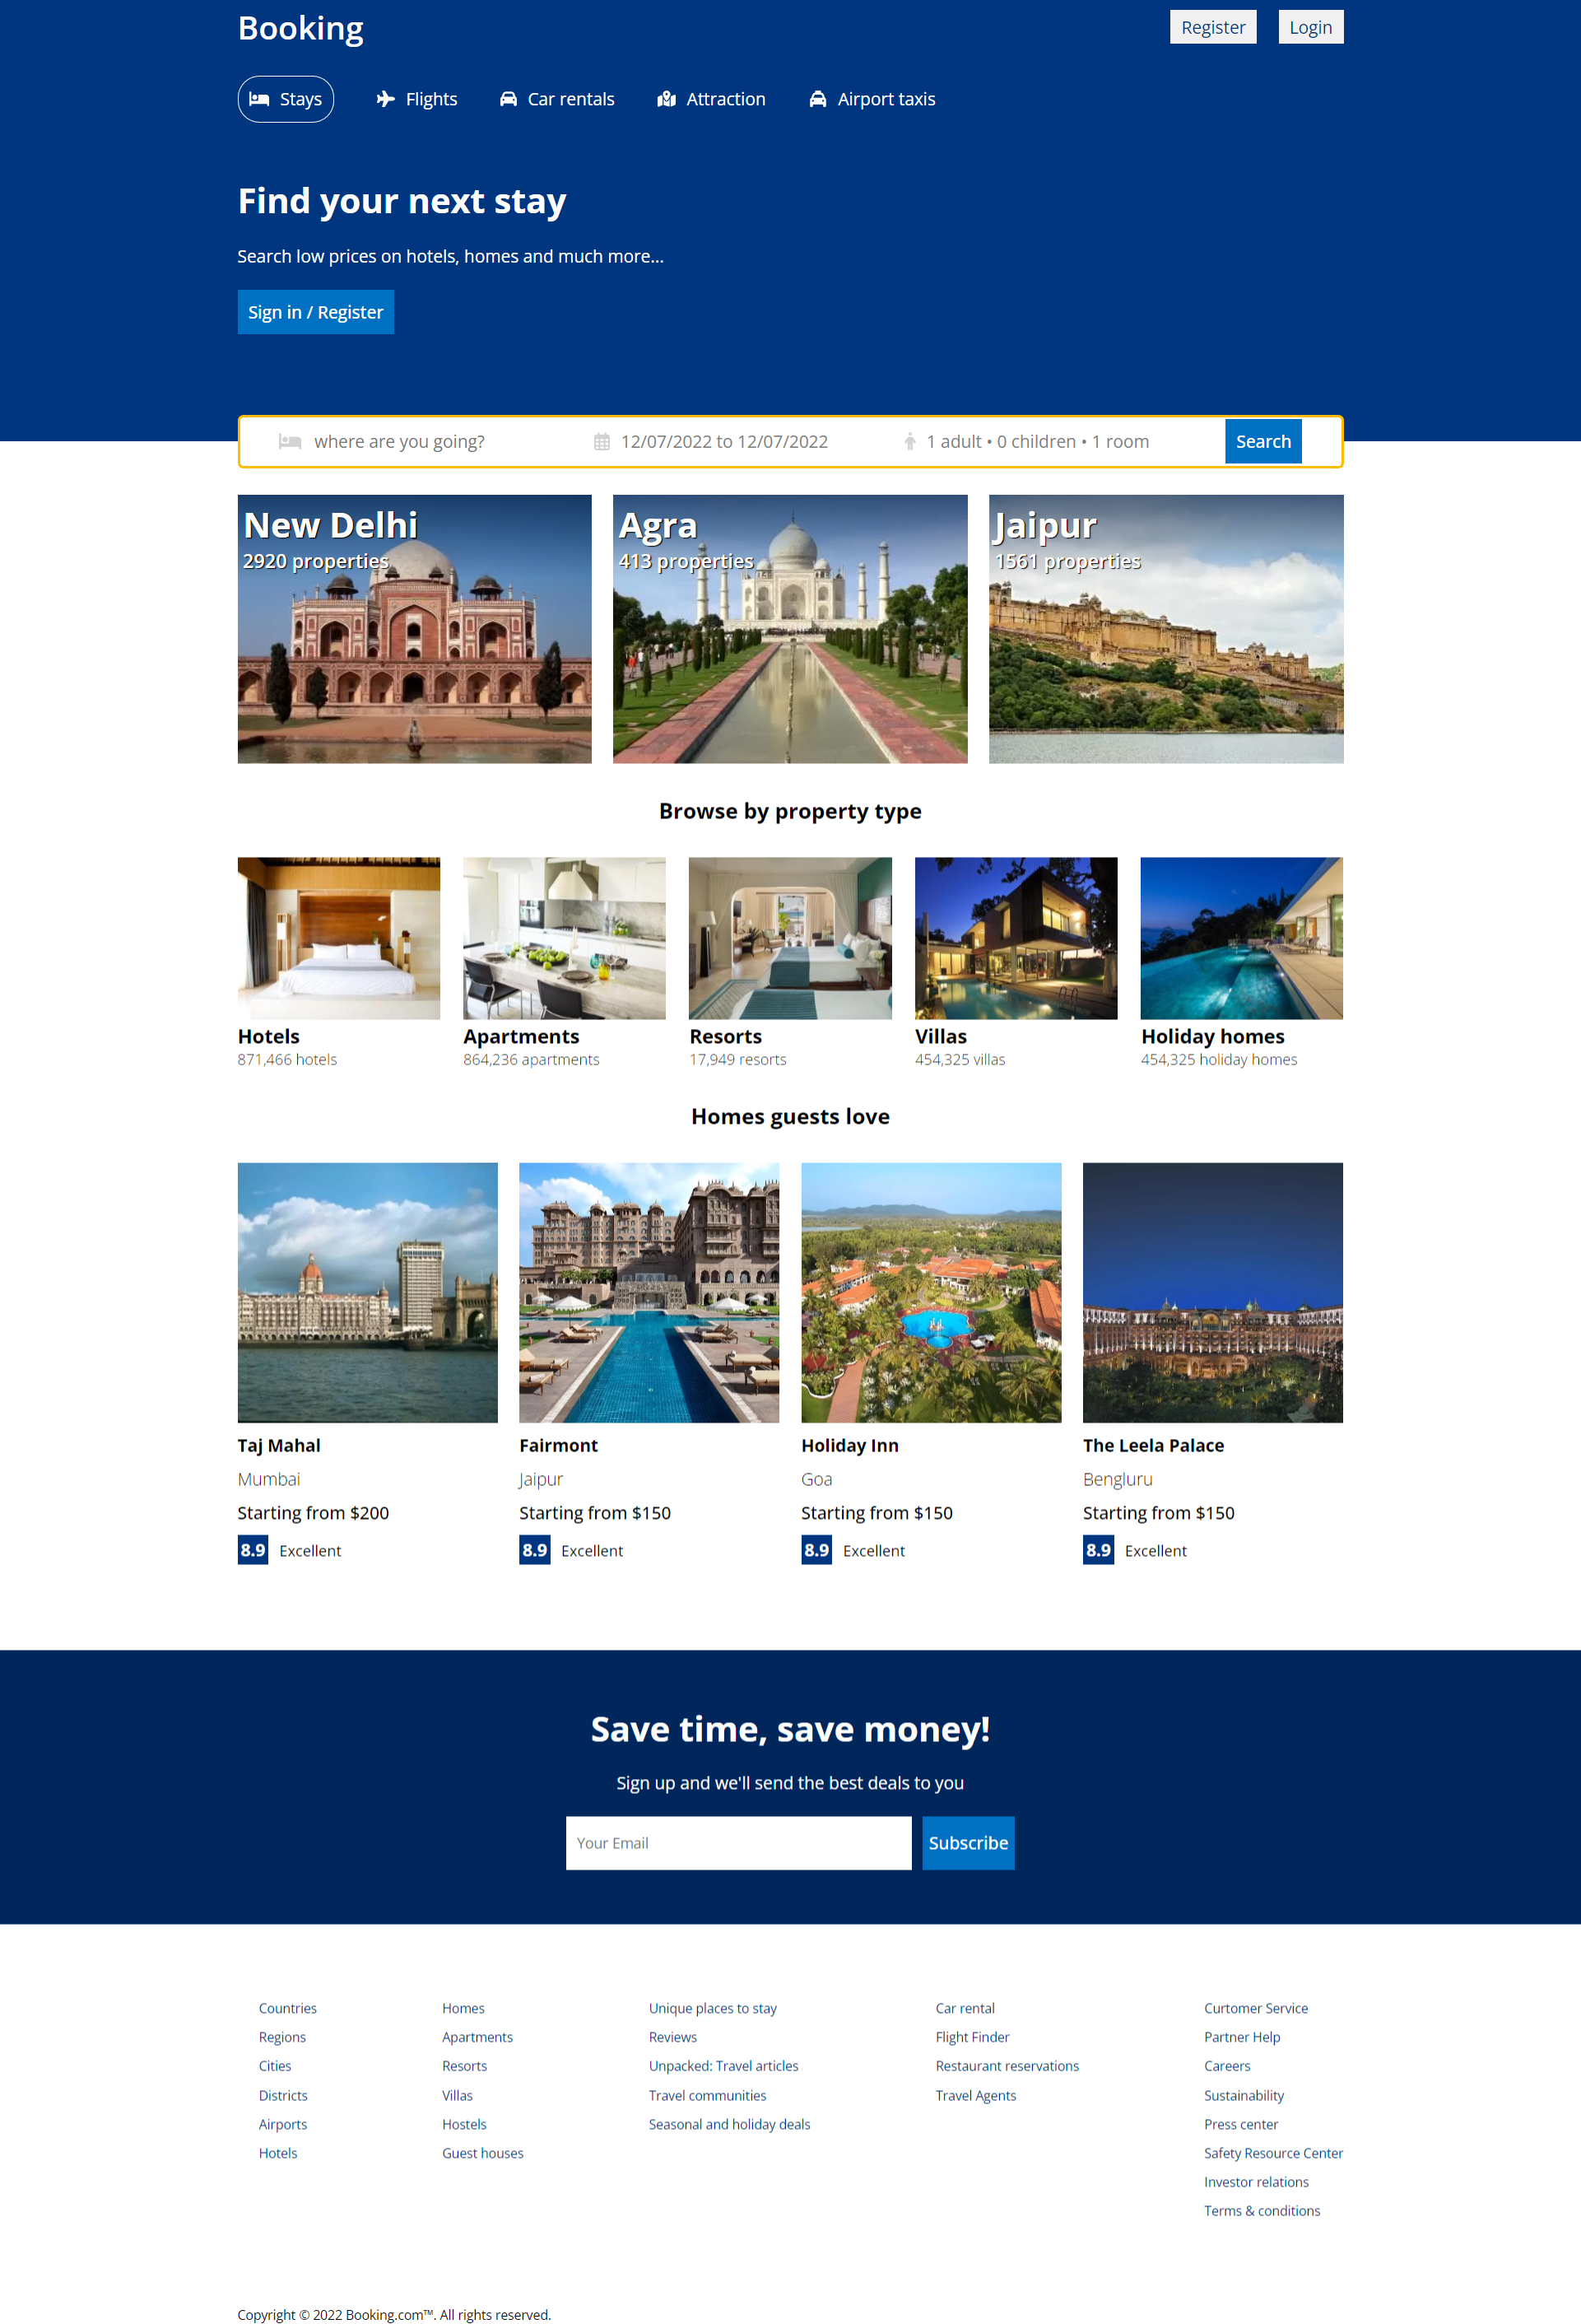 Booking
Register Login
Stays Flights Car rentals Attraction Airport taxis
Find your next stay
Search low prices on hotels, homes and much more...
Sign in / Register
where are you going? 12/07/2022 to 12/07/2022 1 adult • 0 children • 1 room Search
New Delhi Agra Jaipur
2920 properties 413 properties 1561 properties
Browse by property type
Hotels Apartments Resorts Villas Holiday homes
871,466 hotels 864,236 apartments 17,949 resorts 454,325 villas 454,325 holiday homes
Homes guests love
Taj Mahal Fairmont Holiday Inn The Leela Palace
Mumbai Jaipur Goa Bengluru
Starting from $200 Starting from $150 Starting from $150 Starting from $150
8.9 Excellent 8.9 Excellent 8.9 Excellent 8.9 Excellent
Save time, save money!
Sign up and we'll send the best deals to you
Your Email Subscribe
Countries Homes Unique places to stay Car rental Curtomer Service
Regions Apartments Reviews Flight Finder Partner Help
Cities Resorts Unpacked: Travel articles Restaurant reservations Careers
Districts Villas Travel communities Travel Agents Sustainability
Airports Hostels Seasonal and holiday deals Press center
Hotels Guest houses Safety Resource Center
Investor relations
Terms & conditions
Copyright © 2022 Booking.com™. All rights reserved.